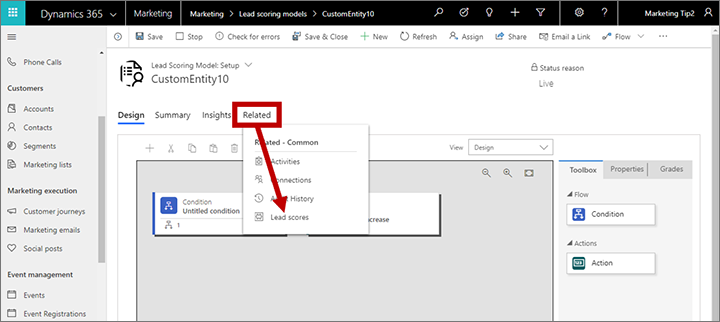 Dynamics 365
Marketing
Marketing > Lead scoring models > CustomEntity10
Marketing Tip2
Save
Stop
Check for errors
Save & Close
New
Refresh
Assign
Share
Email a Link
Flow
Phone Calls
Customers
Accounts
Contacts
Segments
Marketing lists
Marketing execution
Customer journeys
Marketing emails
Social posts
Event management
Events
Event Registrations
Lead Scoring Model: Setup
CustomEntity10
Status reason
Live
Design
Summary
Insights
Related
Related - Common
Activities
Connections
History
Lead scores
View
Design
Condition
Untitled condition
1
Toolbox
Properties
Grades
Flow
Condition
Actions
Action